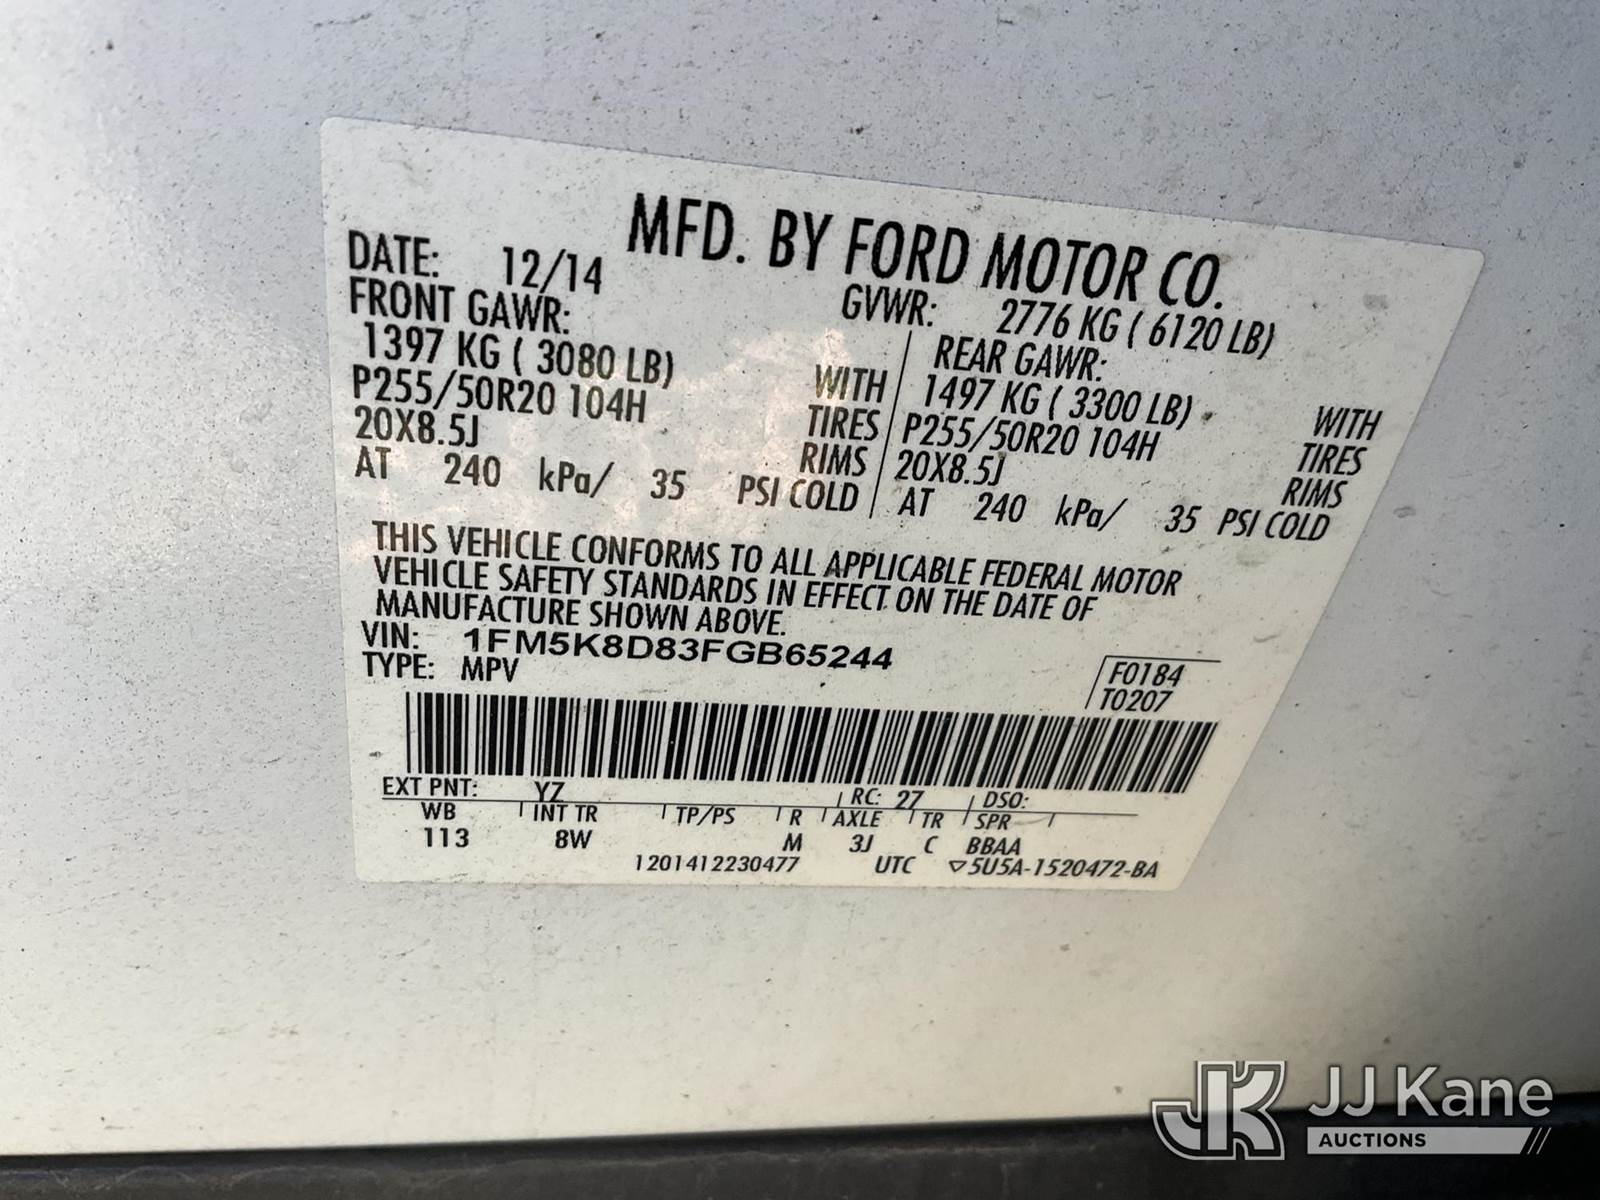 MFD. BY FORD MOTOR CO.
DATE: 12/14 GVWR: 2776 KG ( 6120 LB)
FRONT GAWR: REAR GAWR:
1397 KG ( 3080 LB) WITH 1497 KG ( 3300 LB) WITH
P255/50R20 104H TIRES P255/50R20 104H TIRES
20X8.5J RIMS 20X8.5J RIMS
AT 240 kPa/ 35 PSI COLD AT 240 kPa/ 35 PSI COLD
THIS VEHICLE CONFORMS TO ALL APPLICABLE FEDERAL MOTOR
VEHICLE SAFETY STANDARDS IN EFFECT ON THE DATE OF
MANUFACTURE SHOWN ABOVE.
VIN: 1FM5K8D83FGB65244
TYPE: MPV
F0184
T0207
EXT PNT: YZ RC: 27 DSO:
WB INT TR TP/PS R AXLE TR SPR
113 8W M 3J C BBAA
1201412230477 UTC ▽5U5A-1520472-BA
JK JJ Kane
AUCTIONS